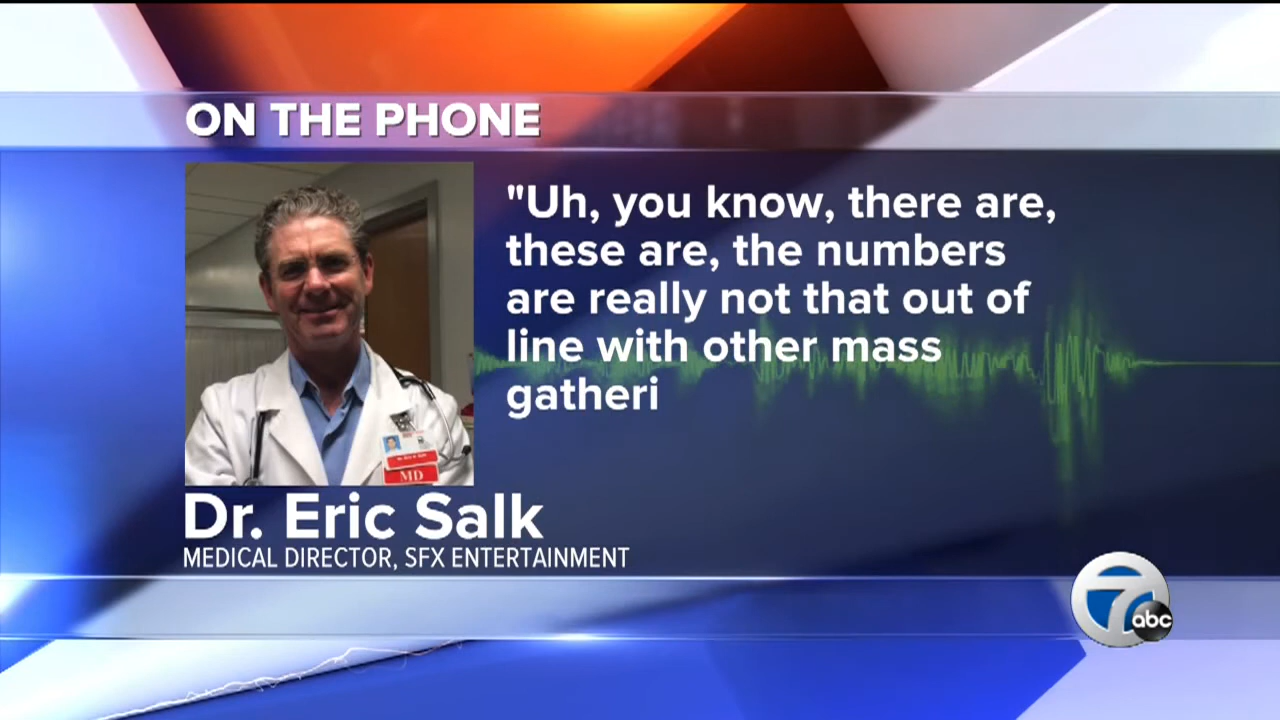 ON THE PHONE
"Uh, you know, there are,
these are, the numbers
are really not that out of
line with other mass
gatheri
MD
Dr. Eric Salk
MEDICAL DIRECTOR, SFX ENTERTAINMENT
7 abc